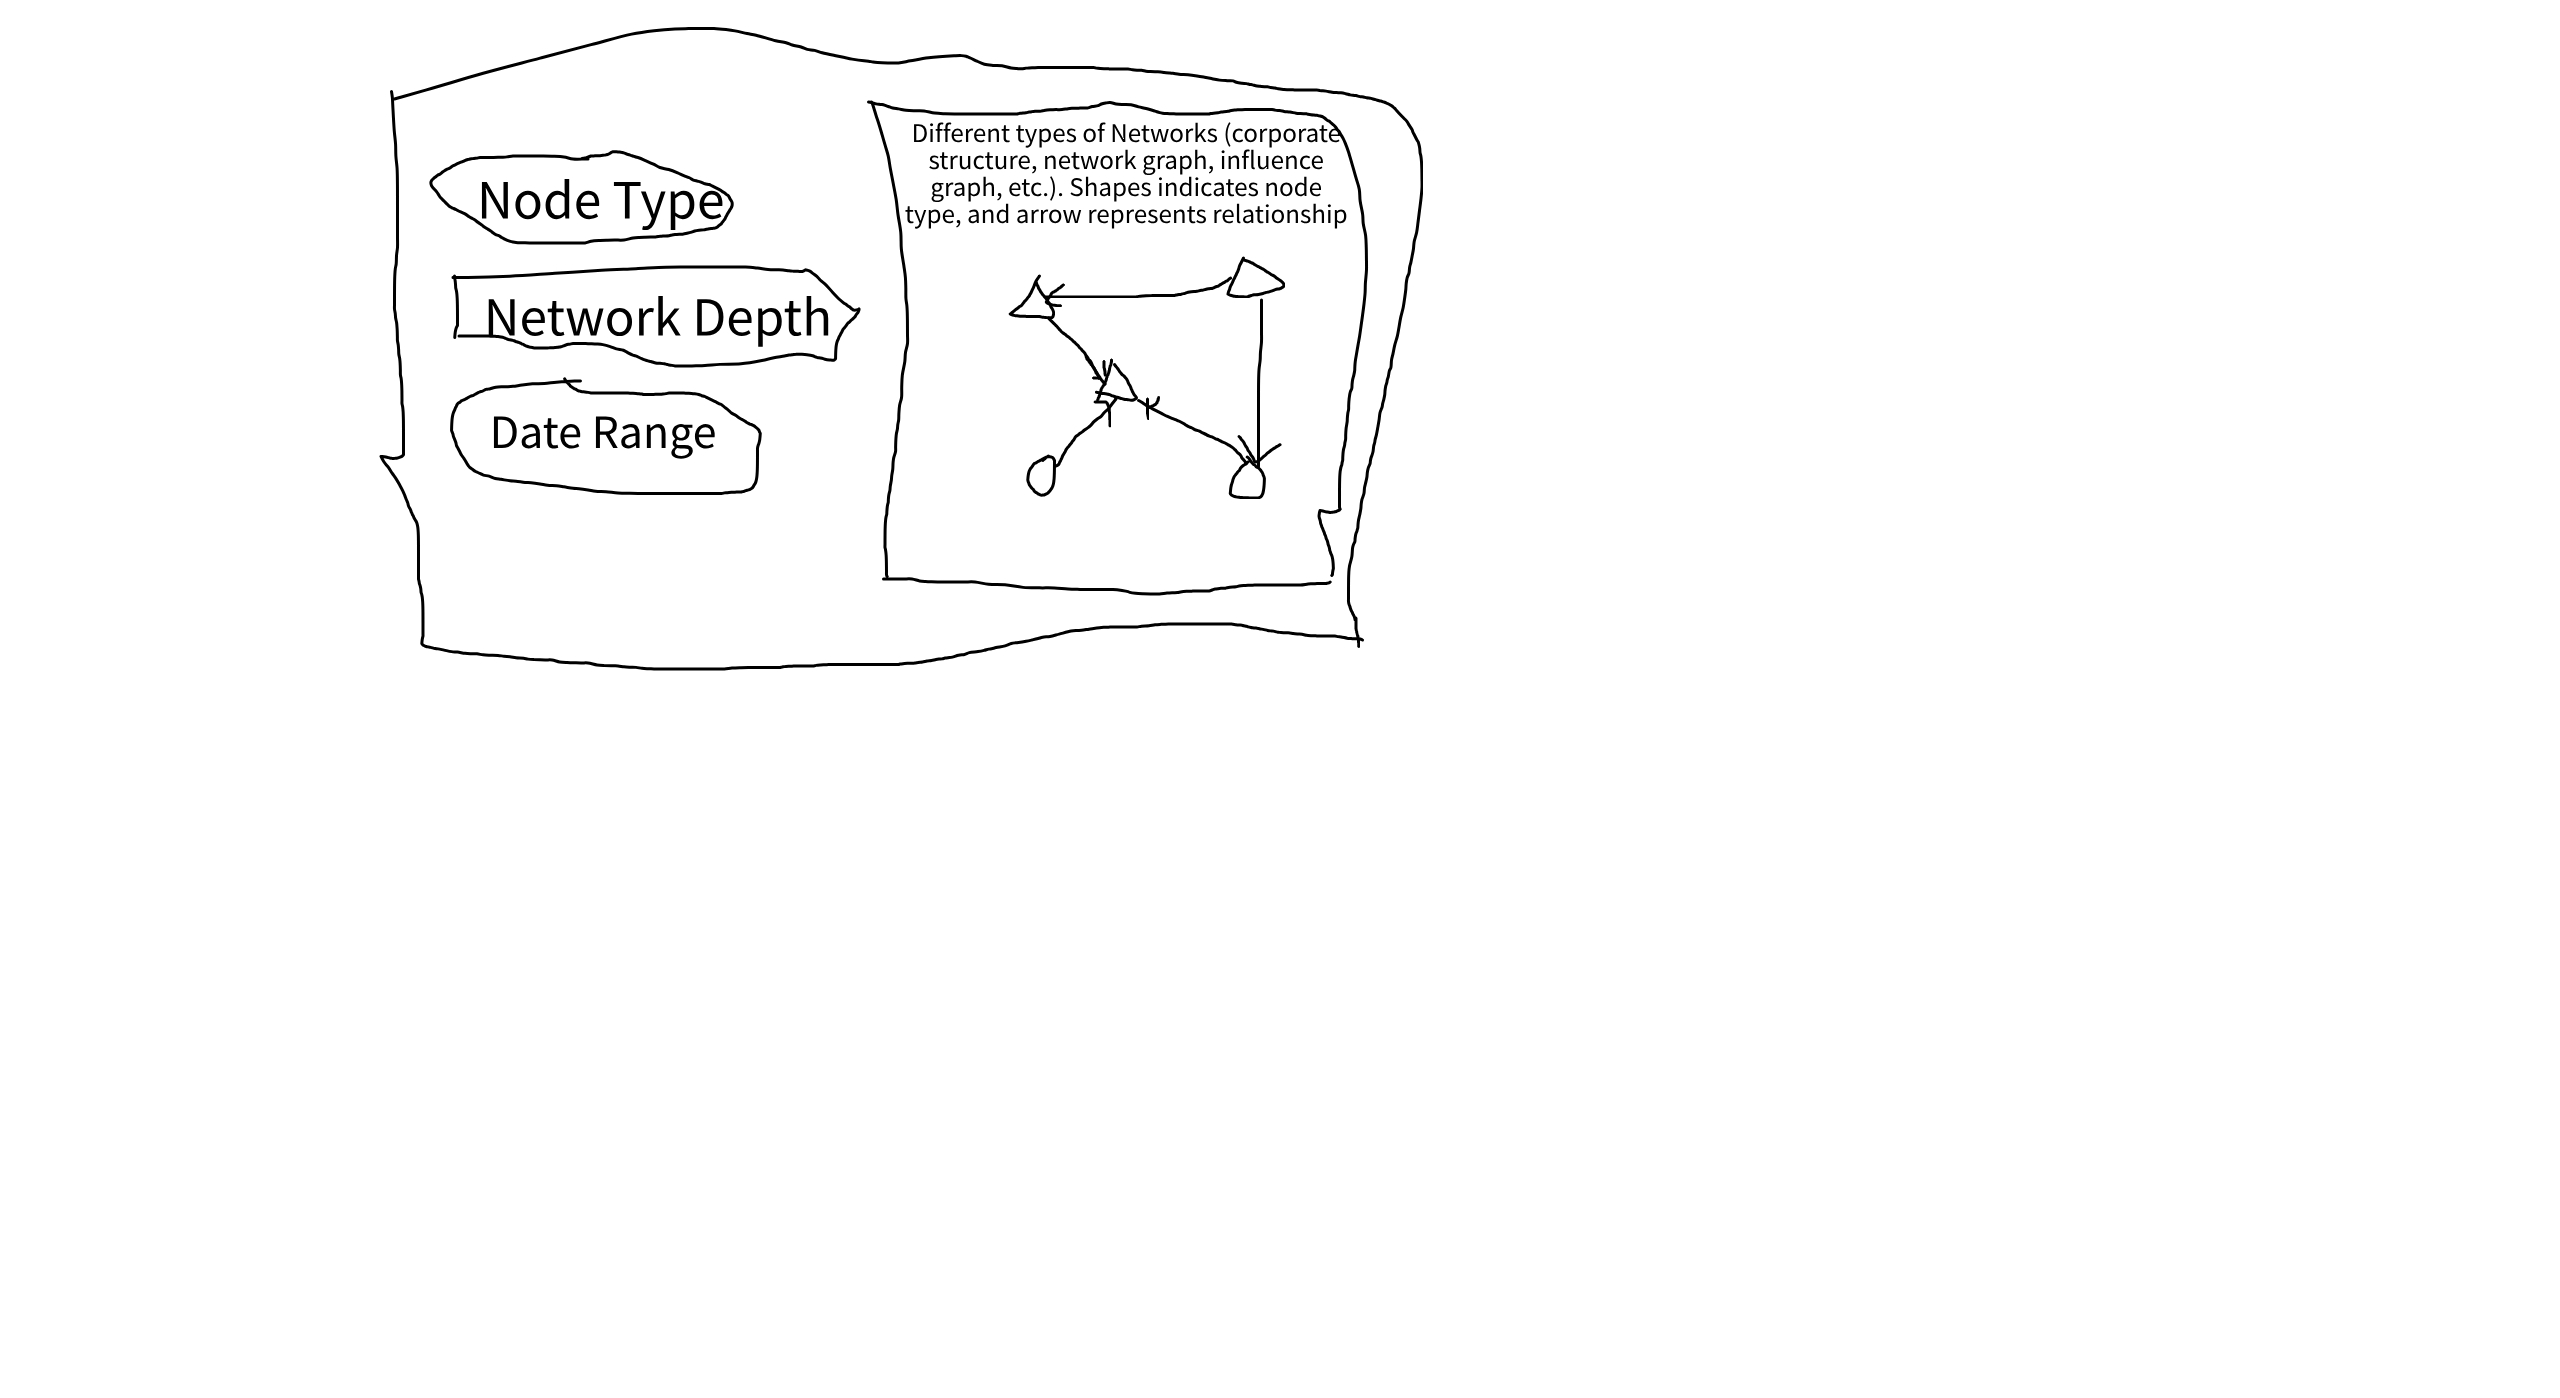 Node Type
Network Depth
Date Range
Different types of Networks (corporate
structure, network graph, influence
graph, etc.). Shapes indicates node
type, and arrow represents relationship